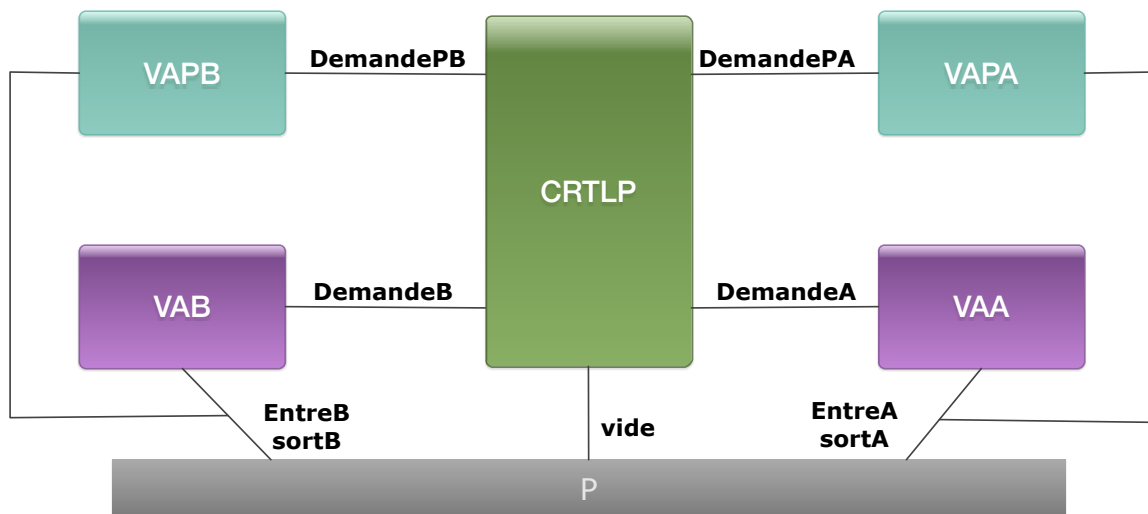 VAPB
DemandePB
DemandePA
VAPA
CRTLP
VAB
DemandeB
DemandeA
VAA
EntreB
sortB
vide
EntreA
sortA
P